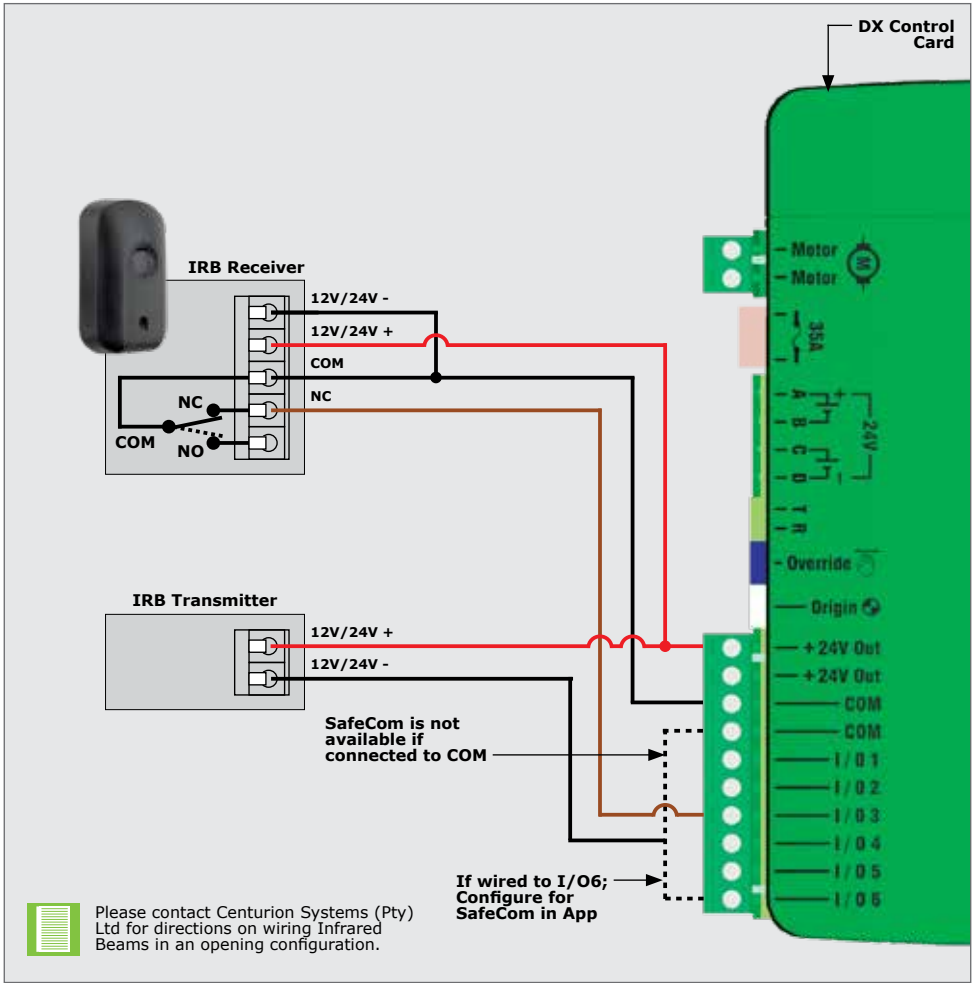 DX Control
Card
IRB Receiver
12V/24V -
12V/24V +
COM
NC
NC
COM
NO
IRB Transmitter
12V/24V +
12V/24V -
SafeCom is not
available if
connected to COM
If wired to I/O6;
Configure for
SafeCom in App
Motor
Motor
M
35A
A
+
B
C
D
-
24V
T
R
Override
Origin
+ 24V Out
+ 24V Out
COM
COM
I / O 1
I / O 2
I / O 3
I / O 4
I / O 5
I / O 6
Please contact Centurion Systems (Pty)
Ltd for directions on wiring Infrared
Beams in an opening configuration.